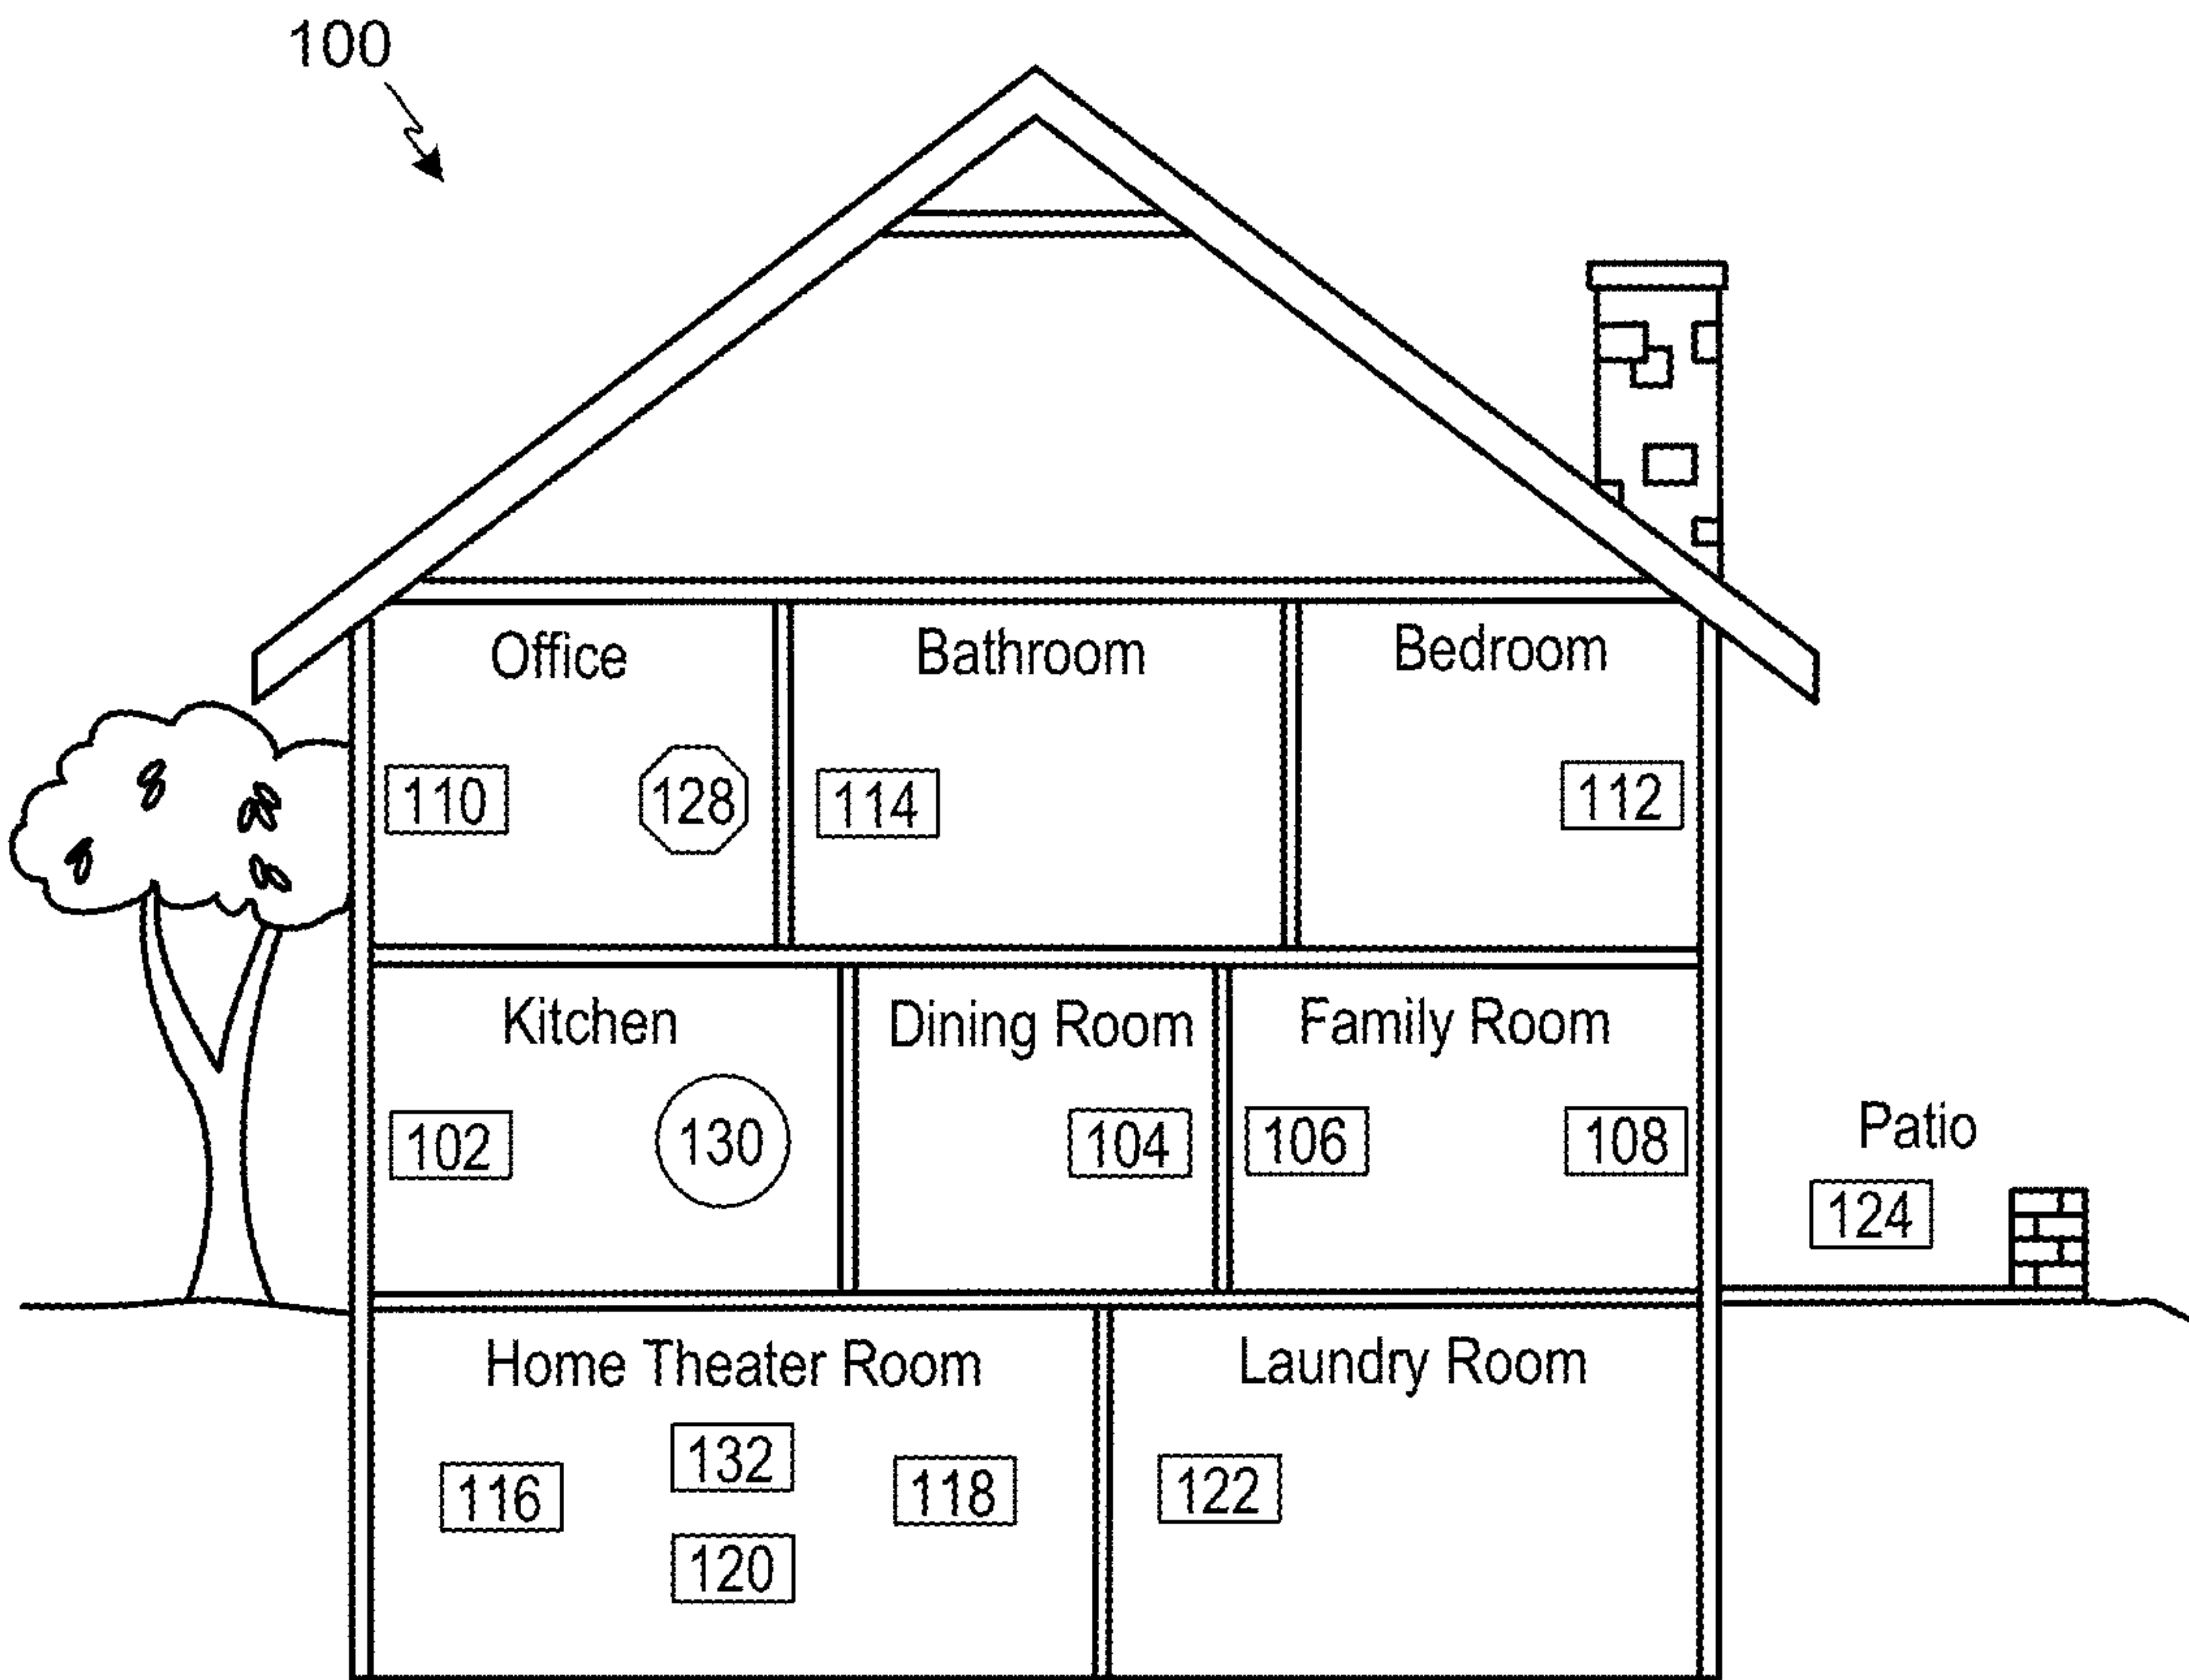 100
Office
Bathroom
Bedroom
110
128
114
112
Kitchen
Dining Room
Family Room
102
130
104
106
108
Patio
124
Home Theater Room
Laundry Room
116
132
118
120
122